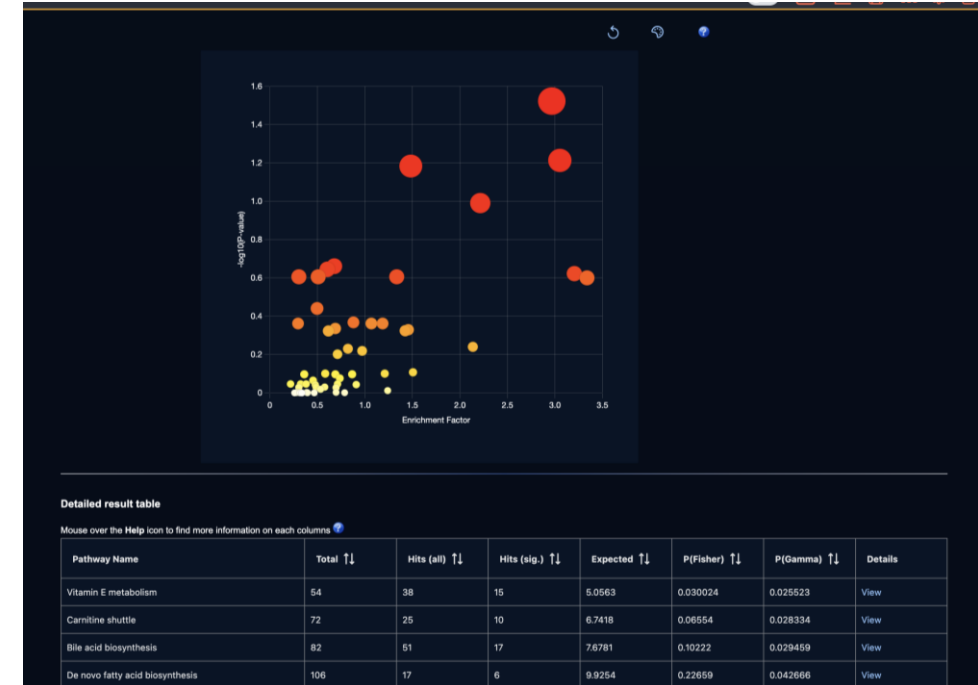 1.6
1.4
1.2
1.0
0.8
0.6
0.4
0.2
0
-log10(P-value)
0 0.5 1.0 1.5 2.0 2.5 3.0 3.5
Enrichment Factor
Detailed result table
Mouse over the Help icon to find more information on each columns ?
Pathway Name Total Hits (all) Hits (sig.) Expected P(Fisher) P(Gamma) Details
Vitamin E metabolism 54 38 15 5.0563 0.030024 0.025523 View
Carnitine shuttle 72 25 10 6.7418 0.06554 0.028334 View
Bile acid biosynthesis 82 51 17 7.6781 0.10222 0.029459 View
De novo fatty acid biosynthesis 106 17 6 9.9254 0.22659 0.042666 View